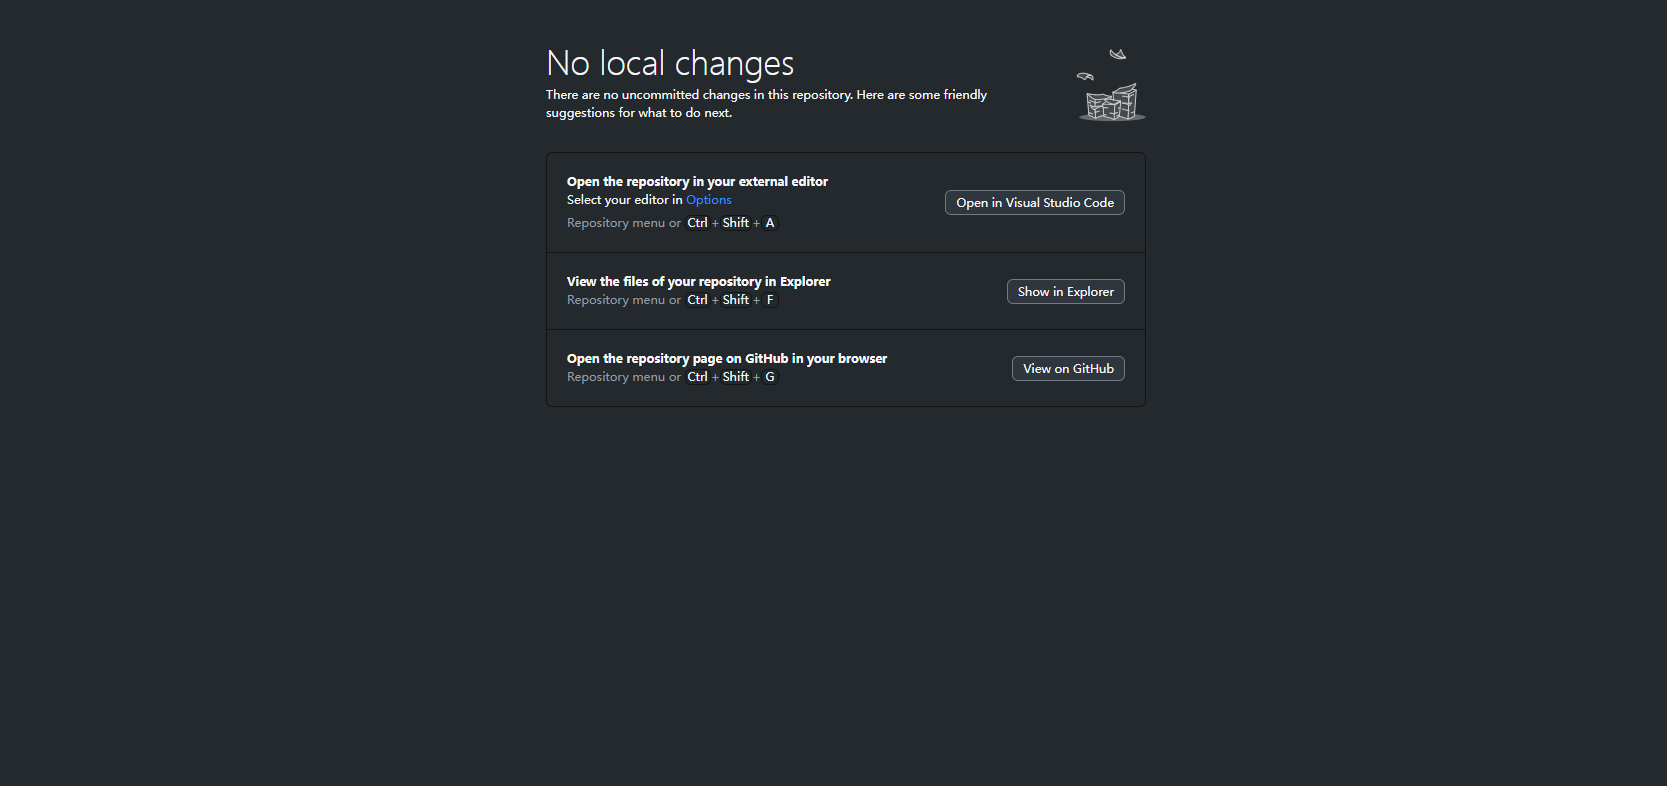 No local changes
There are no uncommitted changes in this repository. Here are some friendly
suggestions for what to do next.
Open the repository in your external editor
Select your editor in Options
Repository menu or Ctrl + Shift + A
Open in Visual Studio Code
View the files of your repository in Explorer
Repository menu or Ctrl + Shift + F
Show in Explorer
Open the repository page on GitHub in your browser
Repository menu or Ctrl + Shift + G
View on GitHub